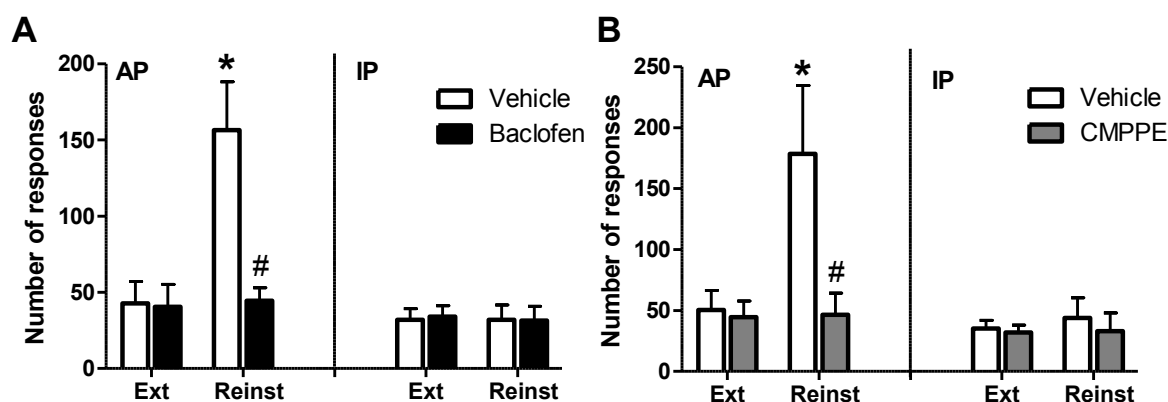 A
Number of responses
200
150
100
50
0
AP
*
#
IP
Vehicle
Baclofen
Ext
Reinst
Ext
Reinst
B
Number of responses
250
200
150
100
50
0
AP
*
#
IP
Vehicle
CMPPE
Ext
Reinst
Ext
Reinst